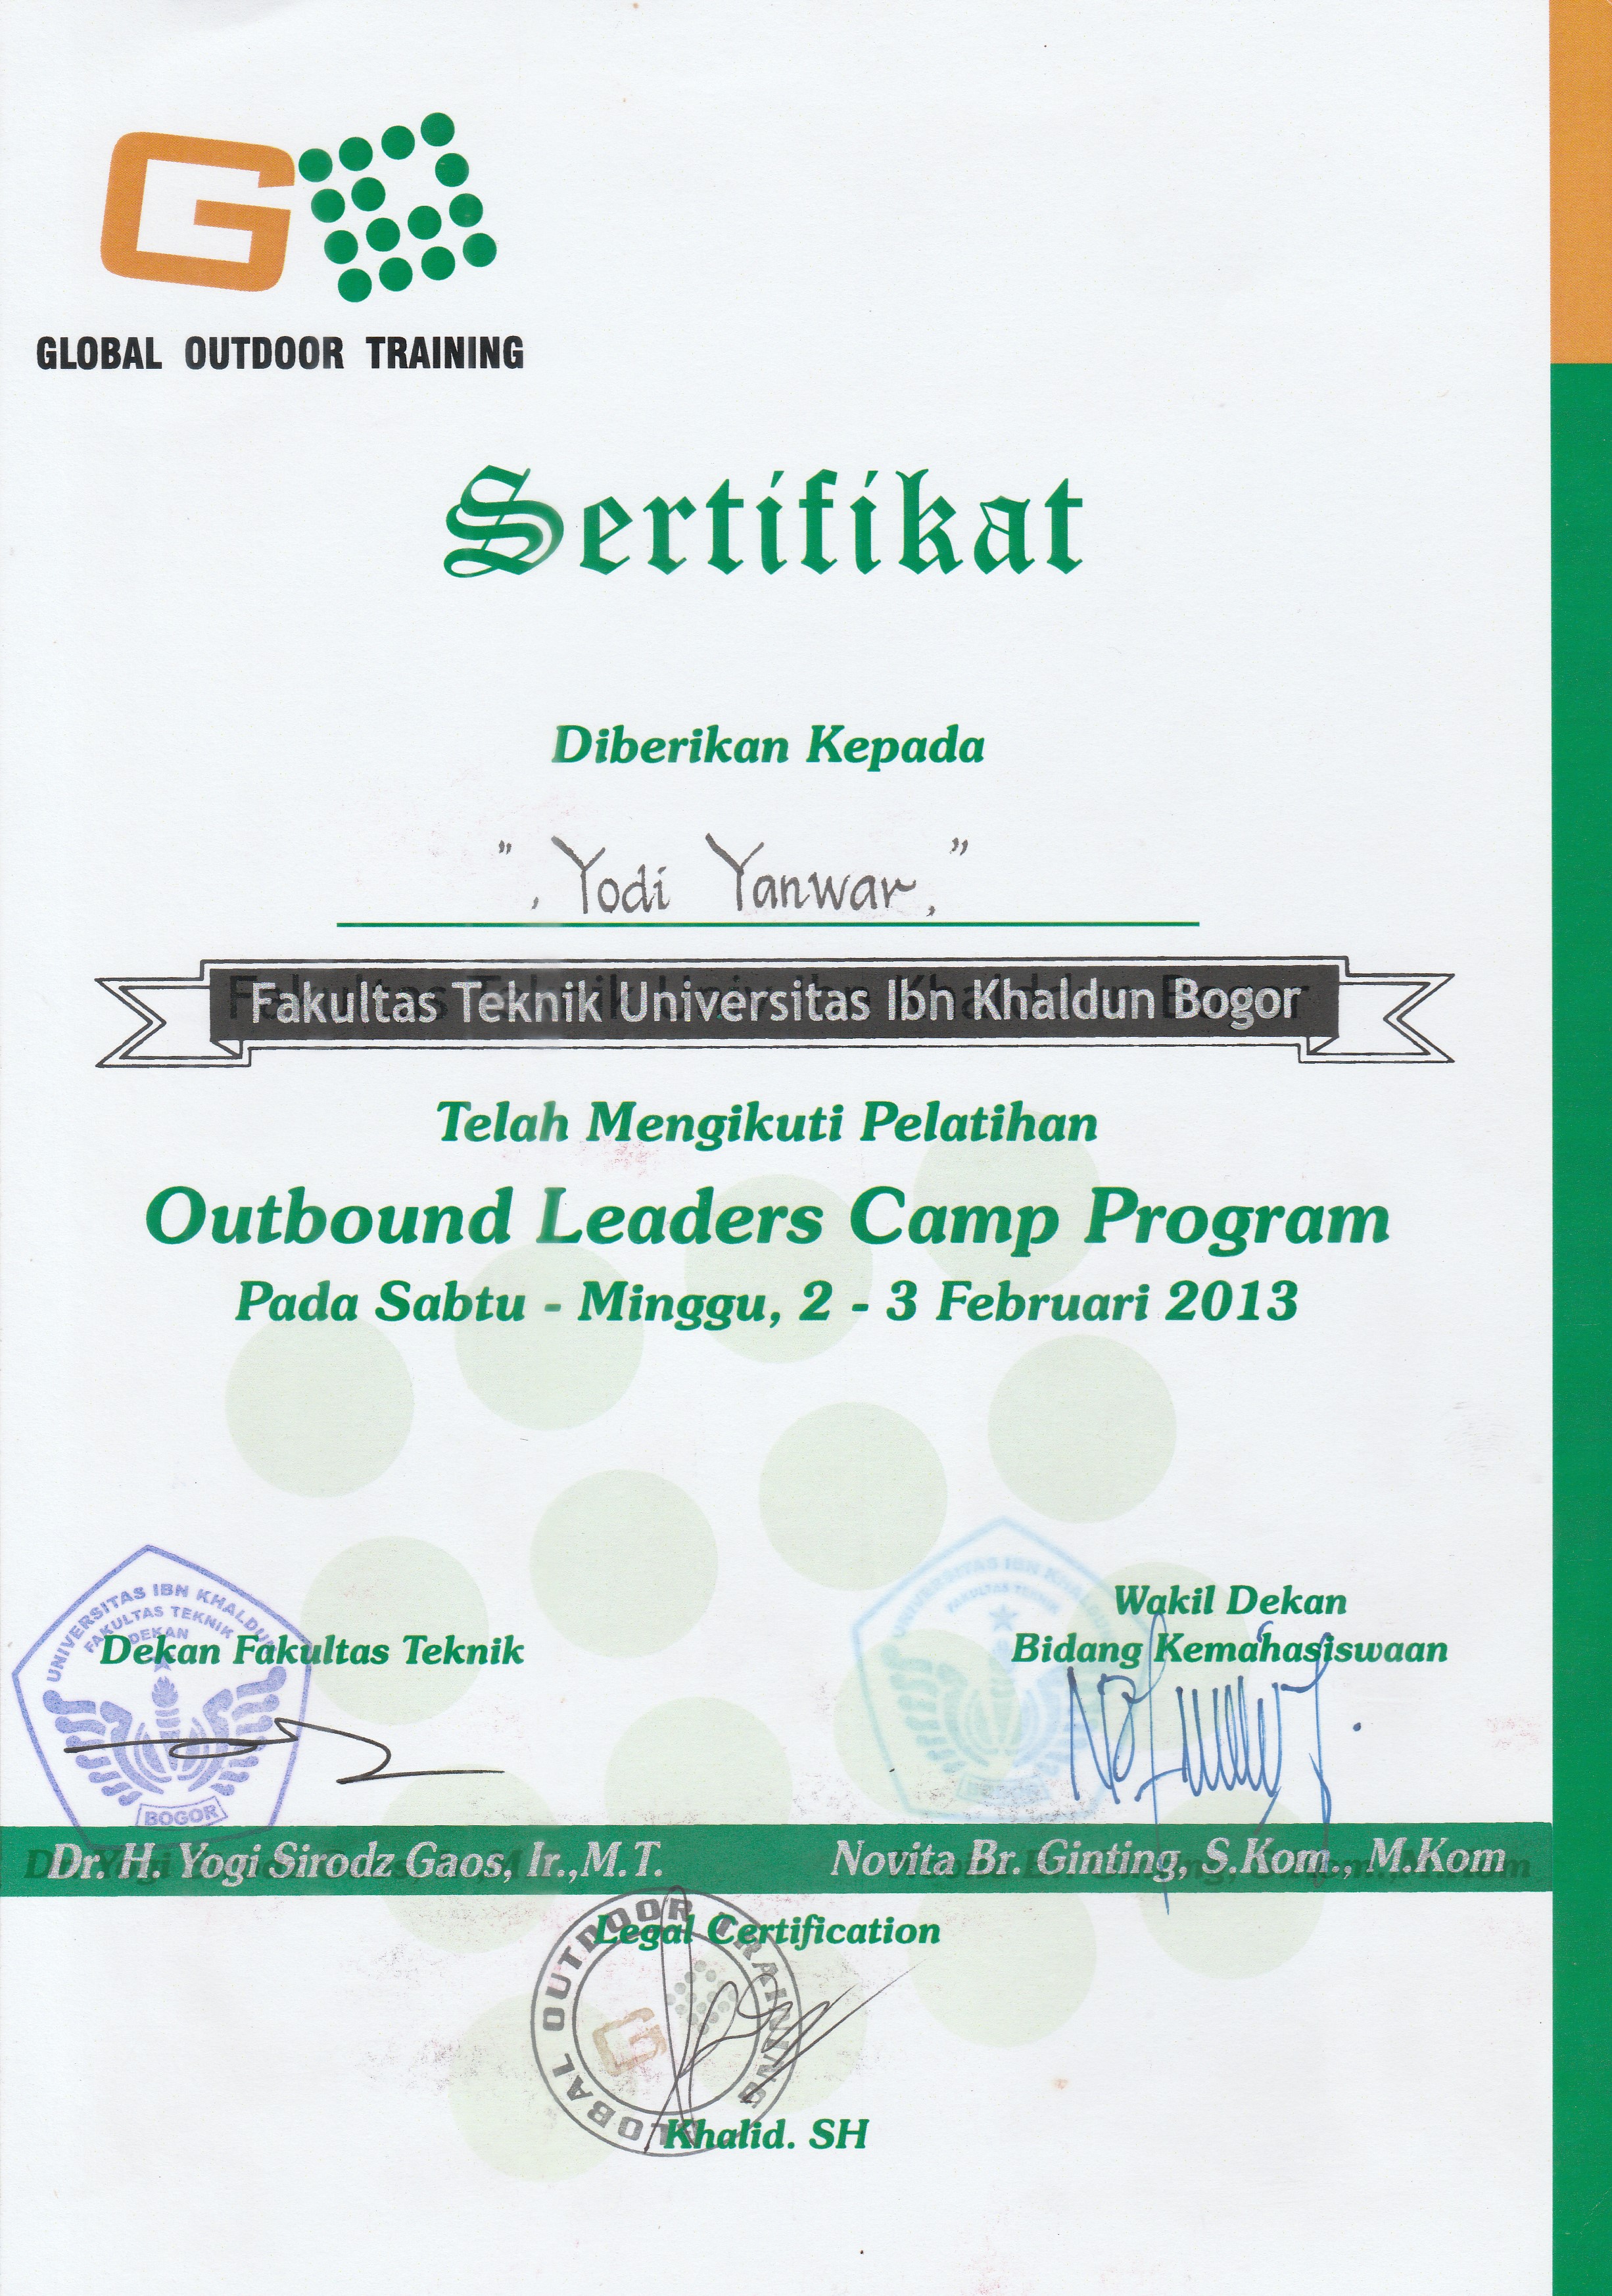 GLOBAL OUTDOOR TRAINING
Sertifikat
Diberikan Kepada
" . Yodi Yanwar, "
Fakultas Teknik Universitas Ibn Khaldun Bogor
Telah Mengikuti Pelatihan
Outbound Leaders Camp Program
Pada Sabtu - Minggu, 2 - 3 Februari 2013
UNIVERSITAS IBN KHALDUN
FAKULTAS TEKNIK
DEKAN
Dekan Fakultas Teknik
BOGOR
Dr. H. Yogi Sirodz Gaos, Ir.,M.T.
UNIVERSITAS IBN KHALDUN
FAKULTAS TEKNIK
Wakil Dekan
Bidang Kemahasiswaan
Novita Br. Ginting, S.Kom., M.Kom
Legal Certification
GLOBAL OUTDOOR TRAINING
G
Khalid. SH